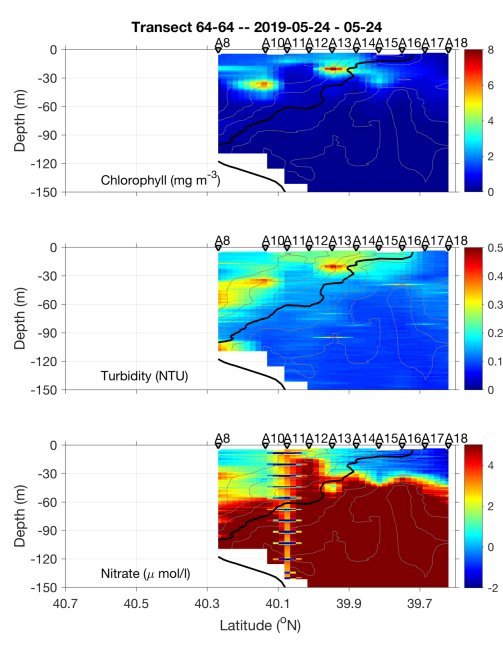 Transect 64-64 -- 2019-05-24 - 05-24
A8 A10 A11 A12 A13 A14 A15 A16 A17 A18
0
-30
-60
-90
-120
-150
Depth (m)
Chlorophyll (mg m-3)
8
6
4
2
0
A8 A10 A11 A12 A13 A14 A15 A16 A17 A18
0
-30
-60
-90
-120
-150
Depth (m)
Turbidity (NTU)
0.5
0.4
0.3
0.2
0.1
0
A8 A10 A11 A12 A13 A14 A15 A16 A17 A18
0
-30
-60
-90
-120
-150
Depth (m)
Nitrate (μ mol/l)
4
2
0
-2
40.7 40.5 40.3 40.1 39.9 39.7
Latitude (oN)